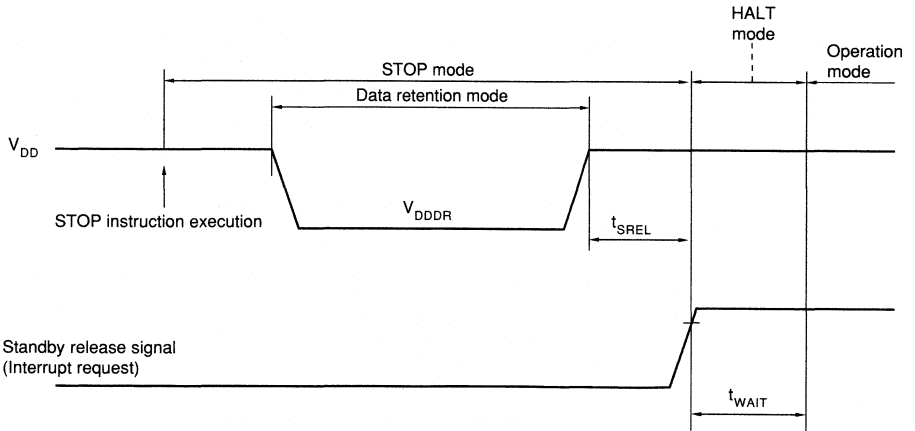 HALT
mode
Operation
mode
STOP mode
Data retention mode
VDD
STOP instruction execution
VDDDR
tSREL
Standby release signal
(Interrupt request)
tWAIT